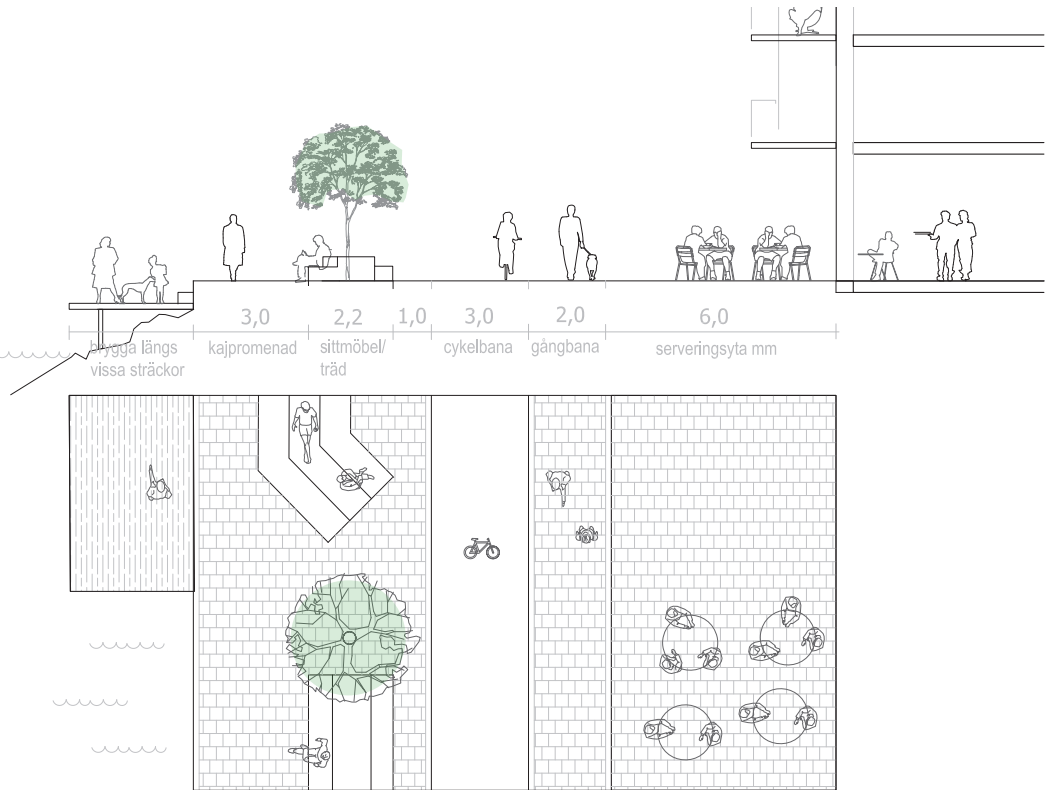 3,0 2,2 1,0 3,0 2,0 6,0
brygga längs
vissa sträckor
kajpromenad
sittmöbel/
träd
cykelbana
gångbana
serveringsyta mm